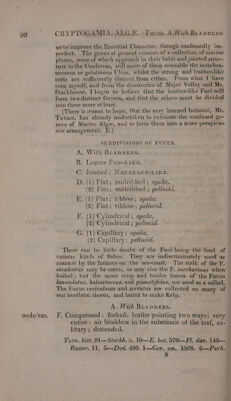 90 CRYPTOGAMIA. ALGÆ. Fucus. A. With BLADDERS.
us to improve the Essential Character, though confessedly im-
perfect. The genus at present consists of a collection of marine
plants, some of which approach in their habit and jointed struc-
ture to the Confervas, still more of them resemble the membra-
naceous or gelatinous Ulvas, whilst the strong and leather-like
sorts are sufficiently distinct from either. From what I have
seen myself, and from the discoveries of Major Velley and Mr.
Stackhouse, I begin to believe that the leather-like Fuci will
form two distinct Genera, and that the others must be divided
into three more at least.
(There is reason to hope, that the very learned botanist, Mr.
Turner, has already undertaken to extricate the confused ge-
nera of Marine Algæ, and to form them into a more perspicu-
ous arrangement. E.)
SUBDIVISIONS OF FUCUS.
A. With BLADDERS.
B. Leaves POD-LIKE.
C. Jointed; NECKLACE-LIKE.
D. (1) Flat; midribbed; opake.
(2) Flat; midribbed; pellucid.
E. (1) Flat; ribless; opake.
(2) Flat; ribless; pellucid.
F. (1) Cylindrical; opake.
(2) Cylindrical; pellucid.
G. (1) Capillary; opake.
(2) Capillary; pellucid.
There can be little doubt of the Fuci being the food of
various kinds of fishes. They are indiscriminately used as
manure by the farmers on the sea-coast. The stalk of the F.
esculentus may be eaten, as may also the F. saccharinus when
boiled; but the more crisp and tender leaves of the Fucus
lanceolatus, balustaceus, and pinnatifidus, are used as a sallad.
The Fucus vesiculosus and serratus are collected on many of
our northern shores, and burnt to make Kelp.
A. With BLADDERS.
nodo'sus. F. Compressed: forked: leafits pointing two ways; very
entire: air bladders in the substance of the leaf, so-
litary; distended.
Turn. hist. 91—Stackh. ii. 10—E. bot. 570—Fl. dan. 146—
Baster. 11. 5—Ded. 480. 1—Ger. em. 1568. 6—Park.